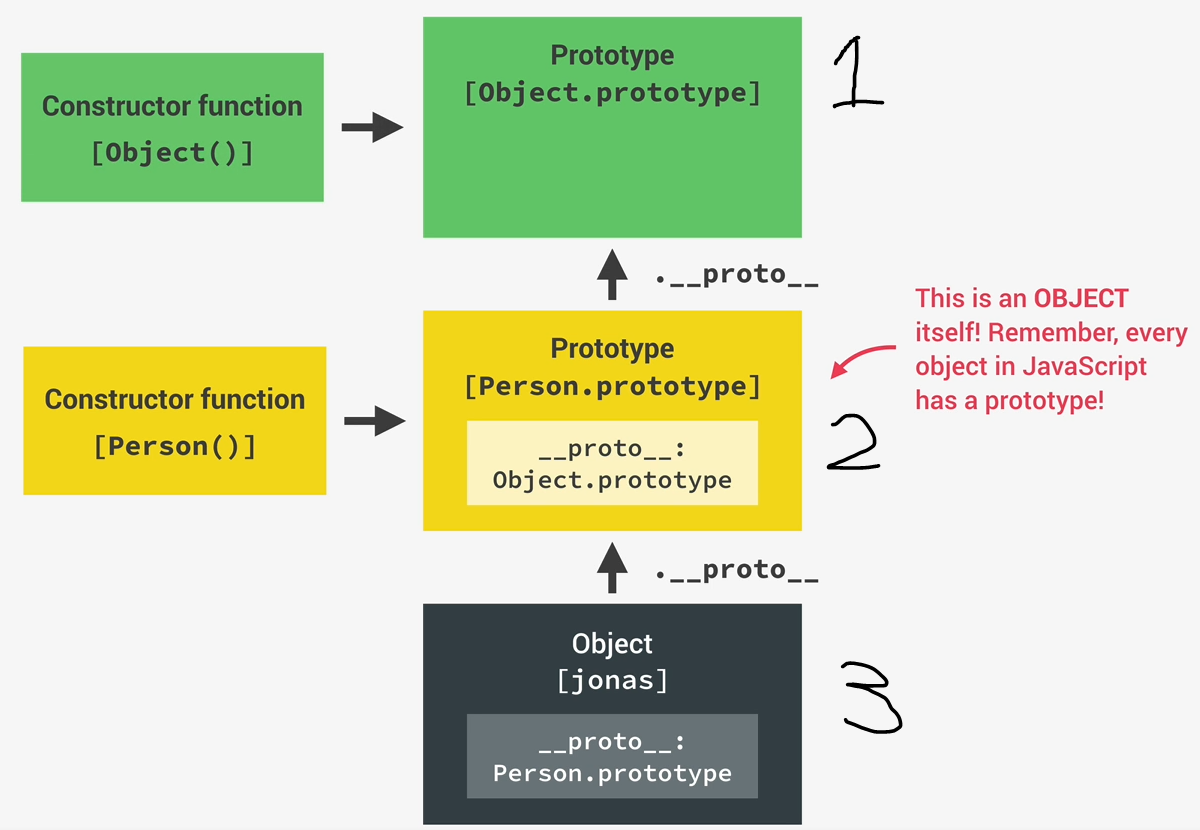 Constructor function
[Object()]
Prototype
[Object.prototype]
1
.__proto__
Constructor function
[Person()]
Prototype
[Person.prototype]
__proto__:
Object.prototype
This is an OBJECT
itself! Remember, every
object in JavaScript
has a prototype!
2
.__proto__
Object
[jonas]
__proto__:
Person.prototype
3